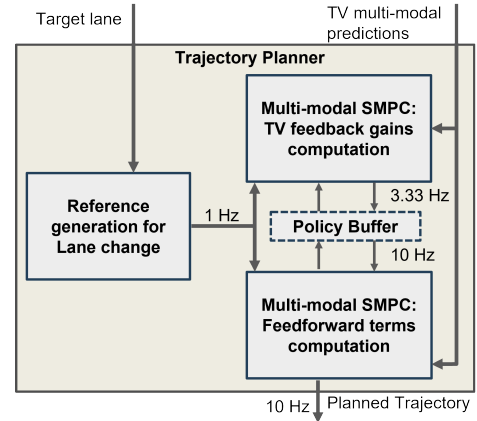 Target lane
TV multi-modal
predictions
Trajectory Planner
Multi-modal SMPC:
TV feedback gains
computation
Reference
generation for
Lane change
1 Hz
3.33 Hz
Policy Buffer
10 Hz
Multi-modal SMPC:
Feedforward terms
computation
10 Hz
Planned Trajectory